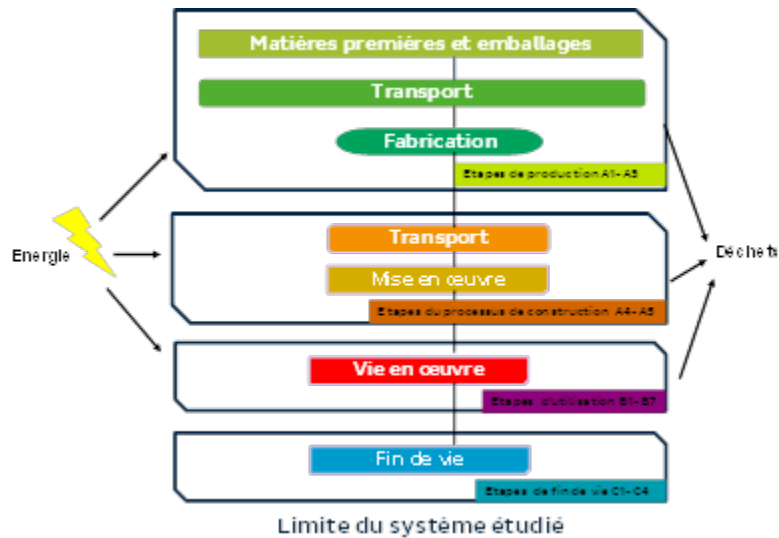 Matières premières et emballages
Transport
Fabrication
Etapes de production A1-A3
Energie
Transport
Mise en œuvre
Etapes du processus de construction A4-A5
Déchets
Vie en œuvre
Etapes d'utilisation B1-B7
Fin de vie
Etapes de fin de vie C1-C4
Limite du système étudié